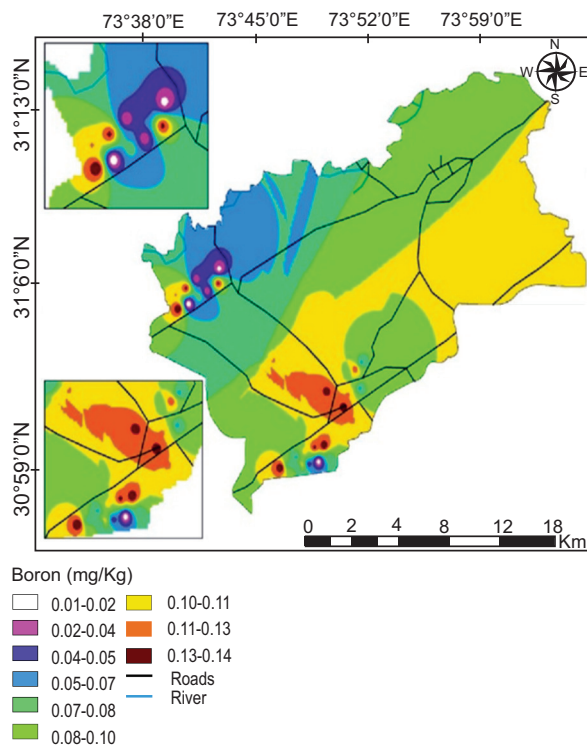 73°38'0"E 73°45'0"E 73°52'0"E 73°59'0"E
N
W E
S
31°13'0"N
31°6'0"N
30°59'0"N
0 2 4 8 12 18
Km
Boron (mg/Kg)
0.01-0.02 0.10-0.11
0.02-0.04 0.11-0.13
0.04-0.05 0.13-0.14
0.05-0.07 Roads
0.07-0.08 River
0.08-0.10